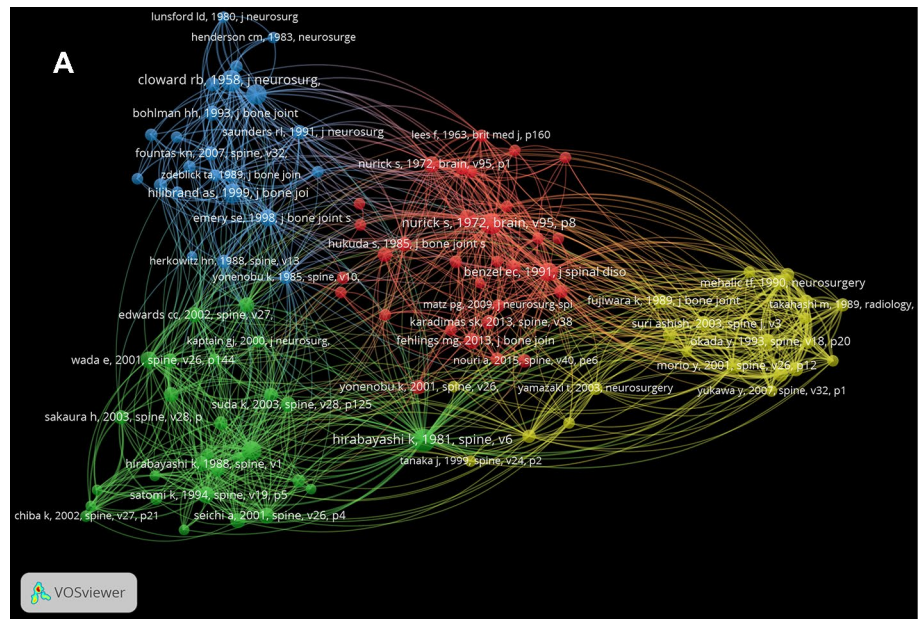 lunsford ld, 1980, j neurosurg
henderson cm, 1983, neurosurge
A
cloward rb, 1958, j neurosurg,
bohlman hh, 1993, j bone joint
saunders rl, 1991, j neurosurg
lees f, 1963, brit med j, p160
fountas kn, 2007, spine, v32,
nurick s, 1972, brain, v95, p1
zdeblick ta, 1989, j bone join
hilibrand as, 1999, j bone joi
emery se, 1998, j bone joint s
nurick s, 1972, brain, v95, p8
hukuda s, 1985, j bone joint s
herkowitz hn, 1988, spine, v13
benzel ec, 1991, j spinal diso
yonenobu k, 1985, spine, v10,
mehalic tf, 1990, neurosurgery
fujiwara k, 1989, j bone joint
matz pg, 2009, j neurosurg-spi
takahashi m, 1989, radiology,
edwards cc, 2002, spine, v27,
karadimas sk, 2013, spine, v38
suri ashish, 2003, spine j, v3
kaptain gj, 2000, j neurosurg,
fehlings mg, 2013, j bone join
okada y, 1993, spine, v18, p20
wada e, 2001, spine, v26, p144
nouri a, 2015, spine, v40, pe6
morio y, 2001, spine, v26, p12
yonenobu k, 2001, spine, v26,
yamazaki t, 2003, neurosurgery
yukawa y, 2007, spine, v32, p1
suda k, 2003, spine, v28, p125
sakaura h, 2003, spine, v28, p
hirabayashi k, 1981, spine, v6
tanaka j, 1999, spine, v24, p2
hirabayashi k, 1988, spine, v1
satomi k, 1994, spine, v19, p5
chiba k, 2002, spine, v27, p21
seichi a, 2001, spine, v26, p4
VOSviewer